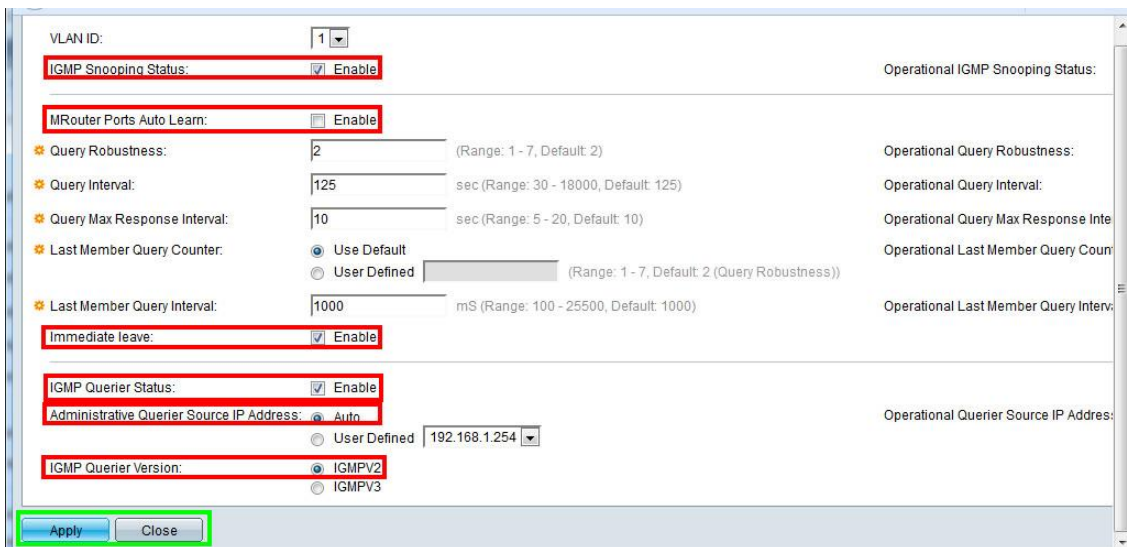 VLAN ID: 1
IGMP Snooping Status: Enable Operational IGMP Snooping Status:
MRouter Ports Auto Learn: Enable
Query Robustness: 2 (Range: 1 - 7, Default: 2) Operational Query Robustness:
Query Interval: 125 sec (Range: 30 - 18000, Default: 125) Operational Query Interval:
Query Max Response Interval: 10 sec (Range: 5 - 20, Default: 10) Operational Query Max Response Inte
Last Member Query Counter: Use Default Operational Last Member Query Coun
User Defined (Range: 1 - 7, Default: 2 (Query Robustness))
Last Member Query Interval: 1000 mS (Range: 100 - 25500, Default: 1000) Operational Last Member Query Interva
Immediate leave: Enable
IGMP Querier Status: Enable
Administrative Querier Source IP Address: Auto Operational Querier Source IP Addres
User Defined 192.168.1.254
IGMP Querier Version: IGMPV2
IGMPV3
Apply Close